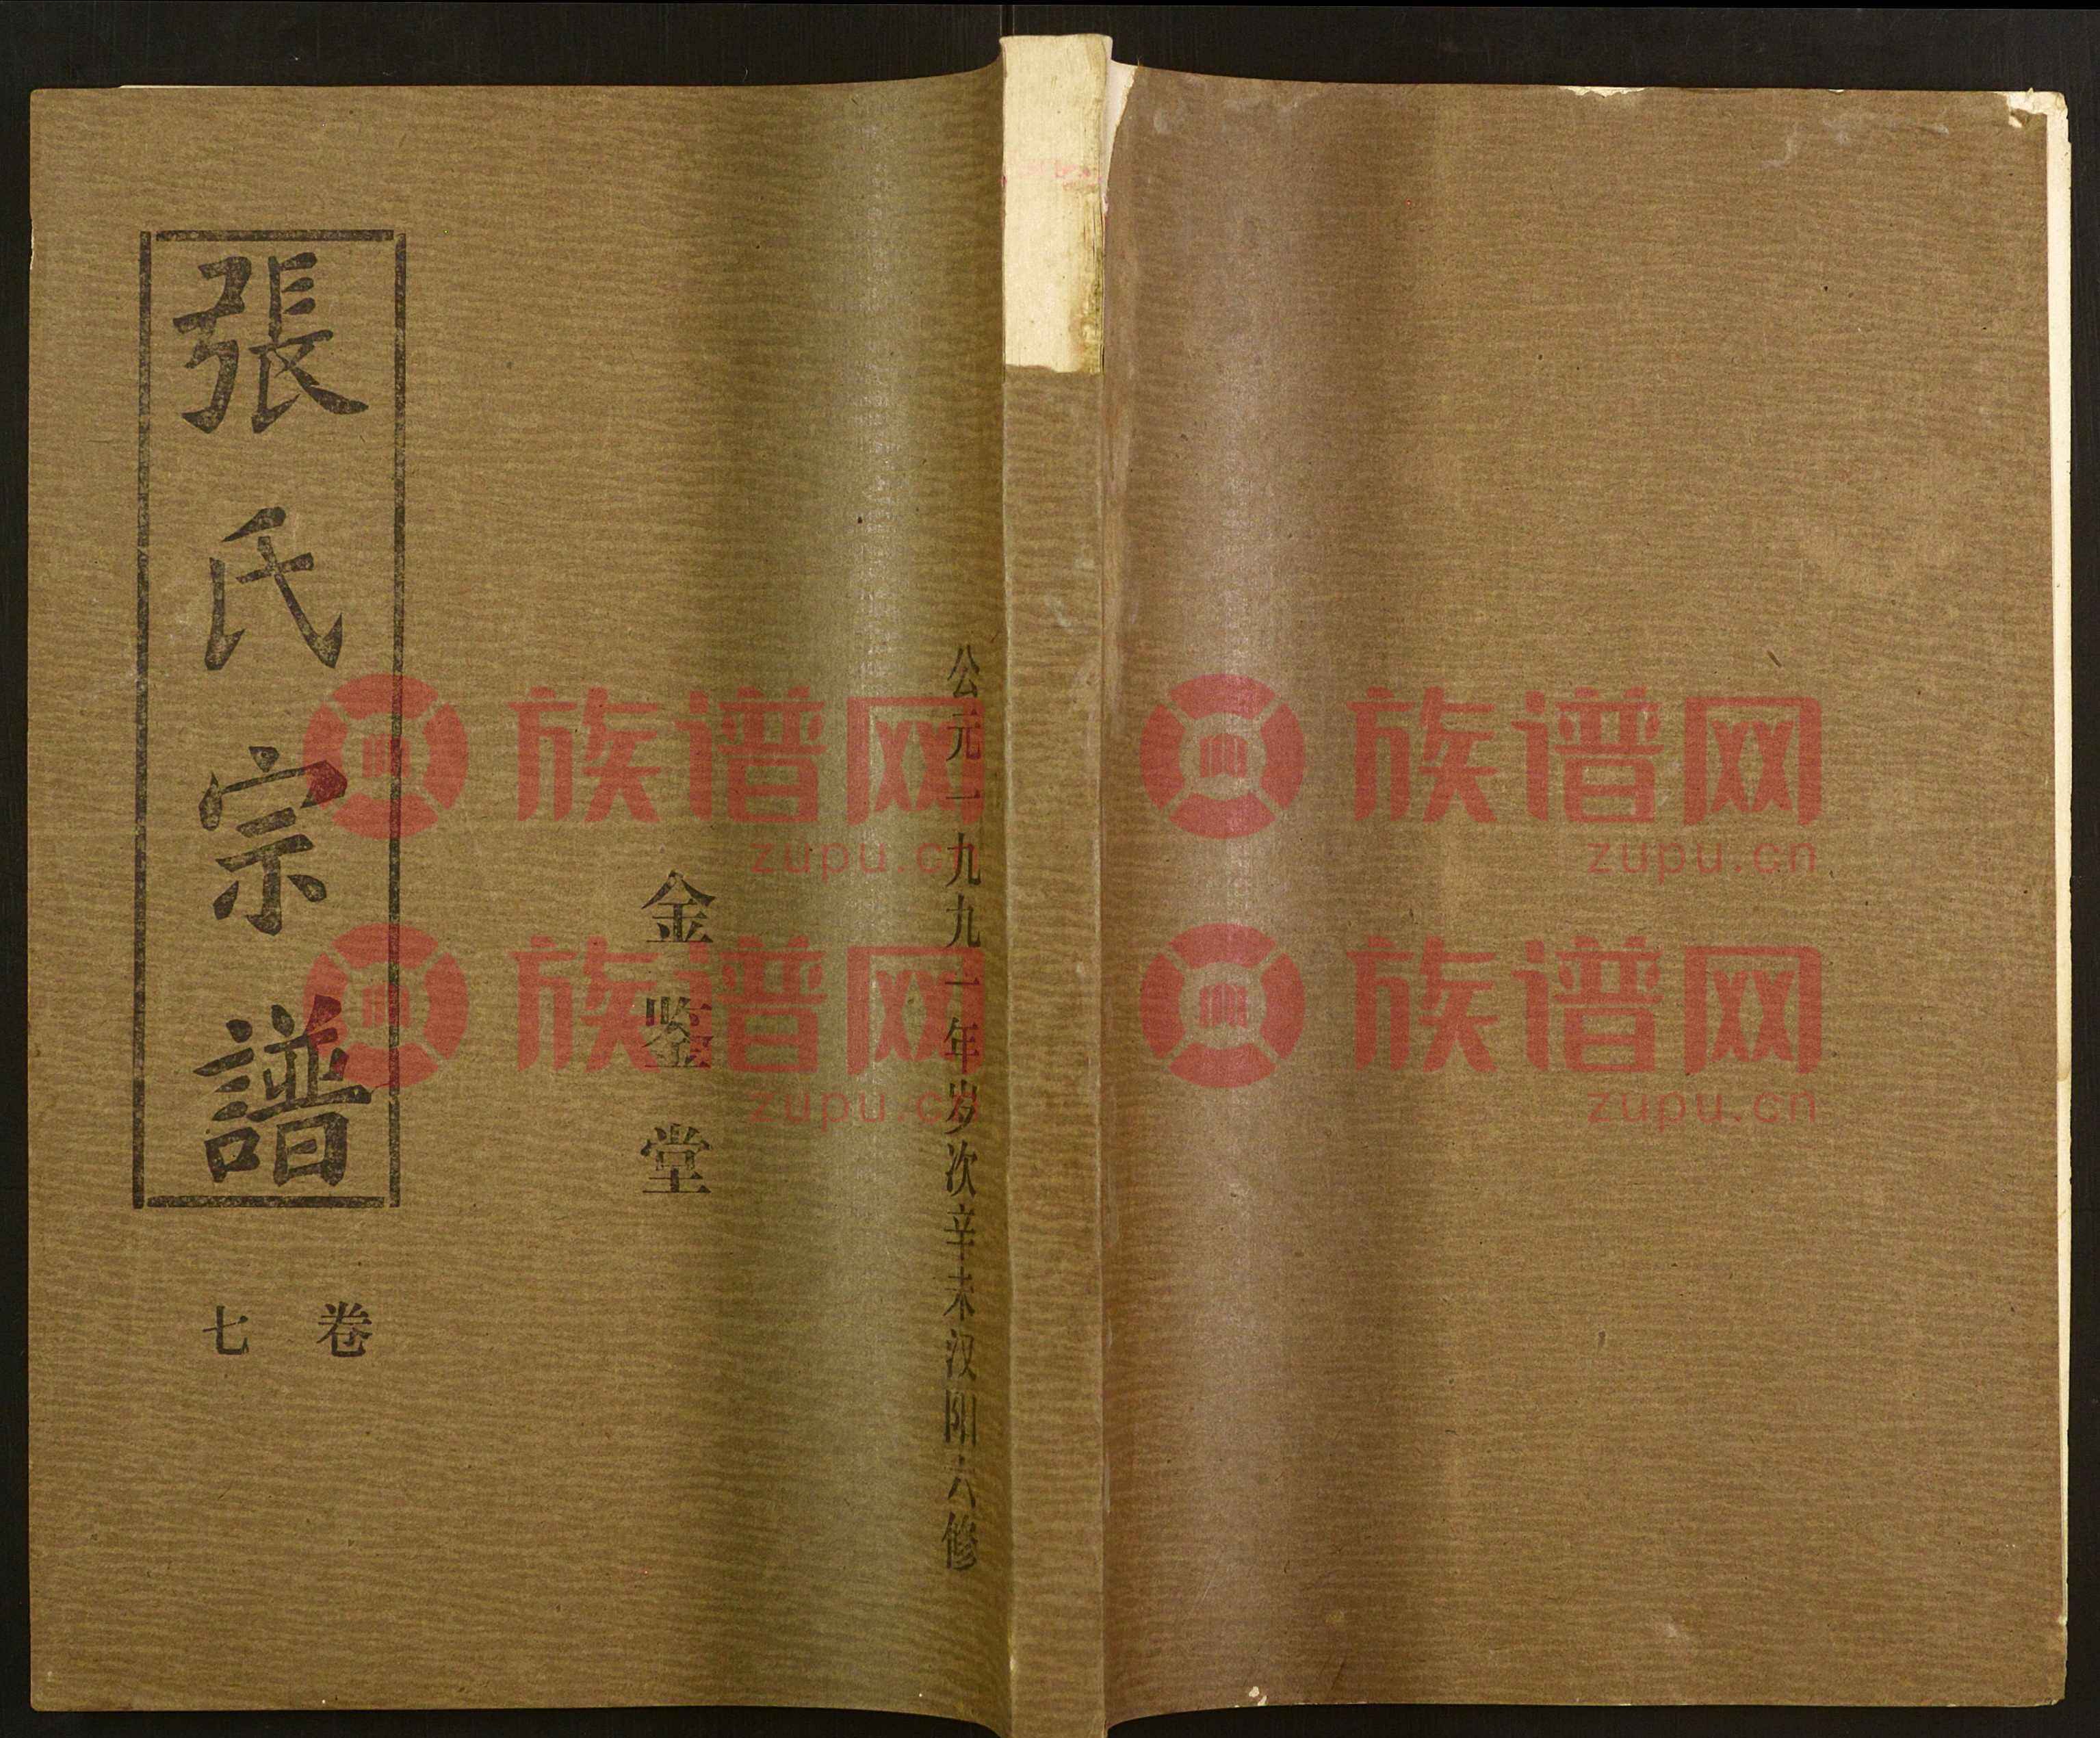 公元一九九一年岁次辛未汉阳六修
金鉴堂
張氏宗譜
卷七
族谱网
zupu.cn
族谱网
zupu.cn
族谱网
zupu.cn
族谱网
zupu.cn